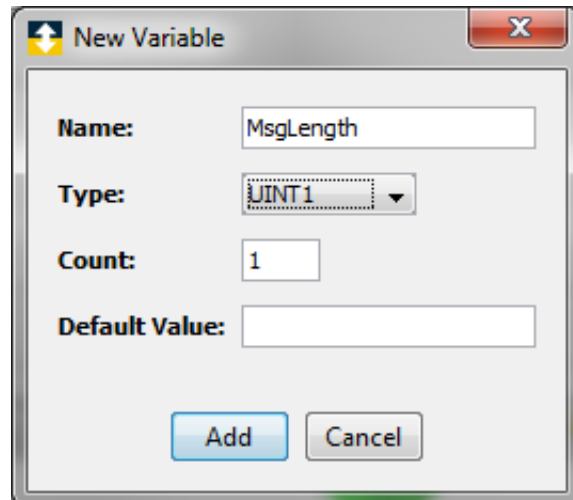 New Variable
Name: MsgLength
Type: UINT1
Count: 1
Default Value:
Add Cancel